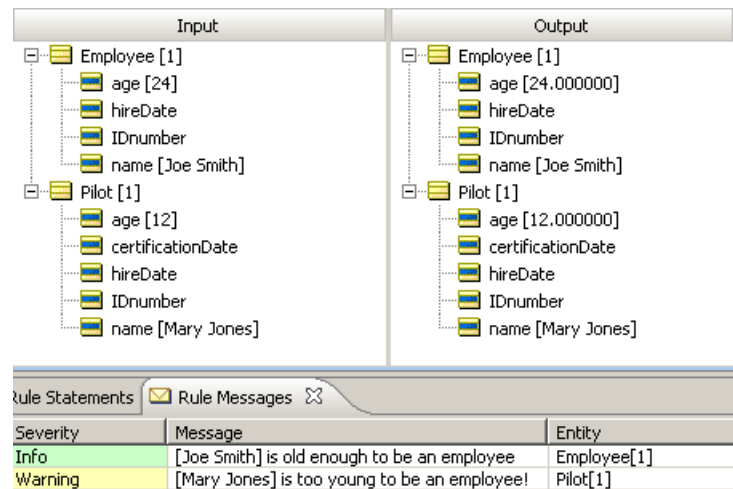 Input
Employee [1]
age [24]
hireDate
IDnumber
name [Joe Smith]
Pilot [1]
age [12]
certificationDate
hireDate
IDnumber
name [Mary Jones]
Output
Employee [1]
age [24.000000]
hireDate
IDnumber
name [Joe Smith]
Pilot [1]
age [12.000000]
certificationDate
hireDate
IDnumber
name [Mary Jones]
Rule Statements Rule Messages
Severity Message Entity
Info [Joe Smith] is old enough to be an employee Employee[1]
Warning [Mary Jones] is too young to be an employee! Pilot[1]